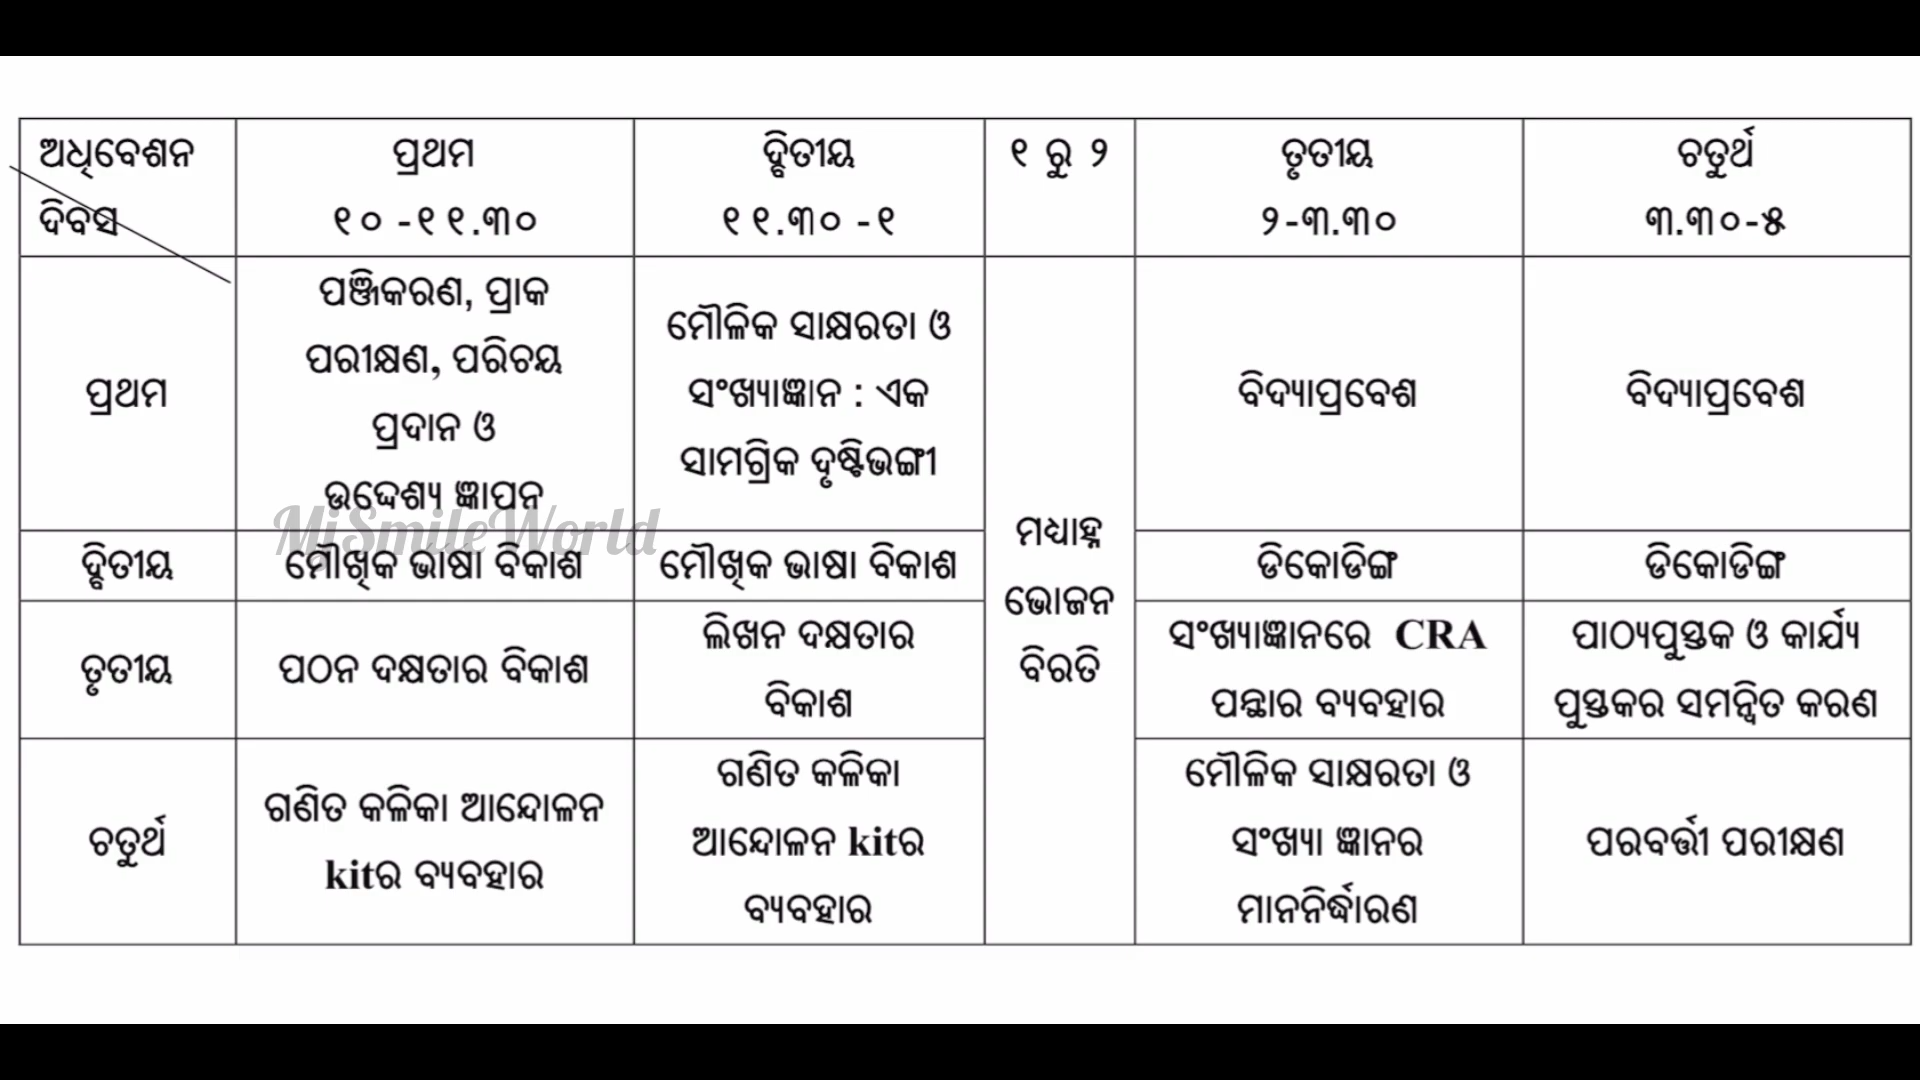 ଅଧିବେଶନ
ଦିବସ
ପ୍ରଥମ
୧୦ -୧୧.୩୦
ଦ୍ବିତୀୟ
୧୧.୩୦ -୧
୧ ରୁ ୨
ତୃତୀୟ
୨-୩.୩୦
ଚତୁର୍ଥ
୩.୩୦-୫
ପ୍ରଥମ
ପଞ୍ଜିକରଣ, ପ୍ରାକ
ପରୀକ୍ଷଣ, ପରିଚୟ
ପ୍ରଦାନ ଓ
ଉଦ୍ଦେଶ୍ୟ ଜ୍ଞାପନ
ମୌଳିକ ସାକ୍ଷରତା ଓ
ସଂଖ୍ୟାଜ୍ଞାନ : ଏକ
ସାମଗ୍ରିକ ଦୃଷ୍ଟିଭଙ୍ଗୀ
ମଧ୍ୟାହ୍ନ
ଭୋଜନ
ବିରତି
ବିଦ୍ୟାପ୍ରବେଶ
ବିଦ୍ୟାପ୍ରବେଶ
MjSmileWorld
ଦ୍ବିତୀୟ
ମୌଖିକ ଭାଷା ବିକାଶ
ମୌଖିକ ଭାଷା ବିକାଶ
ଡିକୋଡିଙ୍ଗ
ଡିକୋଡିଙ୍ଗ
ତୃତୀୟ
ପଠନ ଦକ୍ଷତାର ବିକାଶ
ଲିଖନ ଦକ୍ଷତାର
ବିକାଶ
ସଂଖ୍ୟାଜ୍ଞାନରେ CRA
ପନ୍ଥାର ବ୍ୟବହାର
ପାଠ୍ୟପୁସ୍ତକ ଓ କାର୍ଯ୍ୟ
ପୁସ୍ତକର ସମନ୍ୱିତ କରଣ
ଚତୁର୍ଥ
ଗଣିତ କଳିକା ଆନ୍ଦୋଳନ
kitର ବ୍ୟବହାର
ଗଣିତ କଳିକା
ଆନ୍ଦୋଳନ kitର
ବ୍ୟବହାର
ମୌଳିକ ସାକ୍ଷରତା ଓ
ସଂଖ୍ୟା ଜ୍ଞାନର
ମାନନିର୍ଦ୍ଧାରଣ
ପରବର୍ତ୍ତୀ ପରୀକ୍ଷଣ